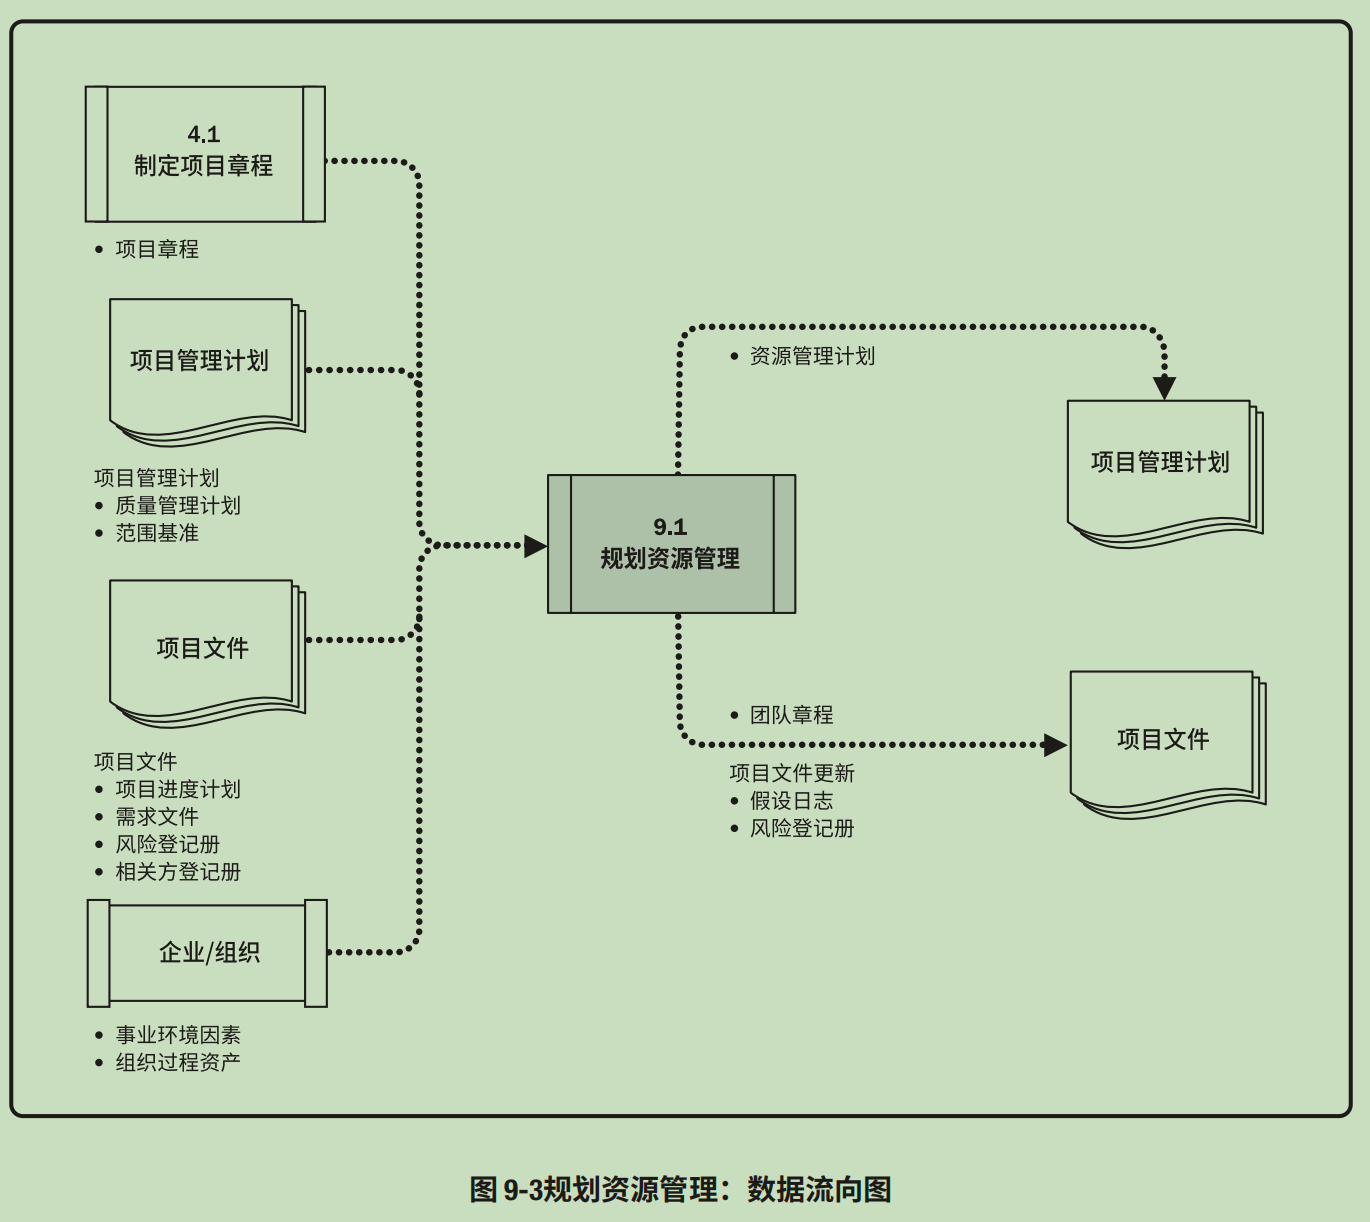 4.1
制定项目章程
• 项目章程
项目管理计划
项目管理计划
• 质量管理计划
• 范围基准
项目文件
项目文件
• 项目进度计划
• 需求文件
• 风险登记册
• 相关方登记册
企业/组织
• 事业环境因素
• 组织过程资产
9.1
规划资源管理
• 资源管理计划
项目管理计划
• 团队章程
项目文件更新
• 假设日志
• 风险登记册
项目文件
图 9-3规划资源管理：数据流向图